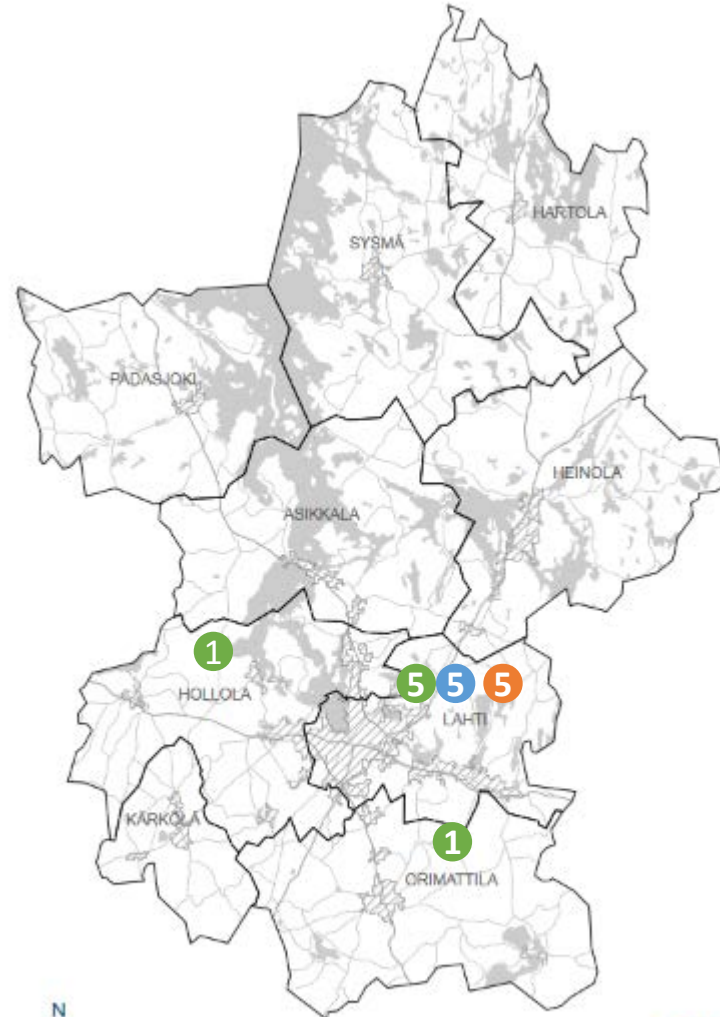 HARTOLA
SYSMÄ
PADASJOKI
HEINOLA
ASIKKALA
1
HOLLOLA
5 5 5
LAHTI
KÄRKÖLÄ
1
ORIMATTILA
N